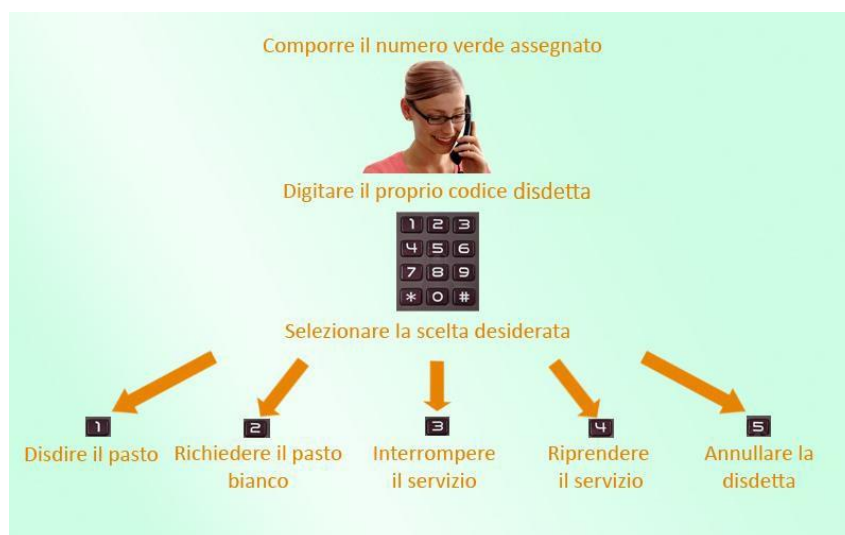 Comporre il numero verde assegnato
Digitare il proprio codice disdetta
1 2 3
4 5 6
7 8 9
* 0 #
Selezionare la scelta desiderata
1
Disdire il pasto
2
Richiedere il pasto
bianco
3
Interrompere
il servizio
4
Riprendere
il servizio
5
Annullare la
disdetta